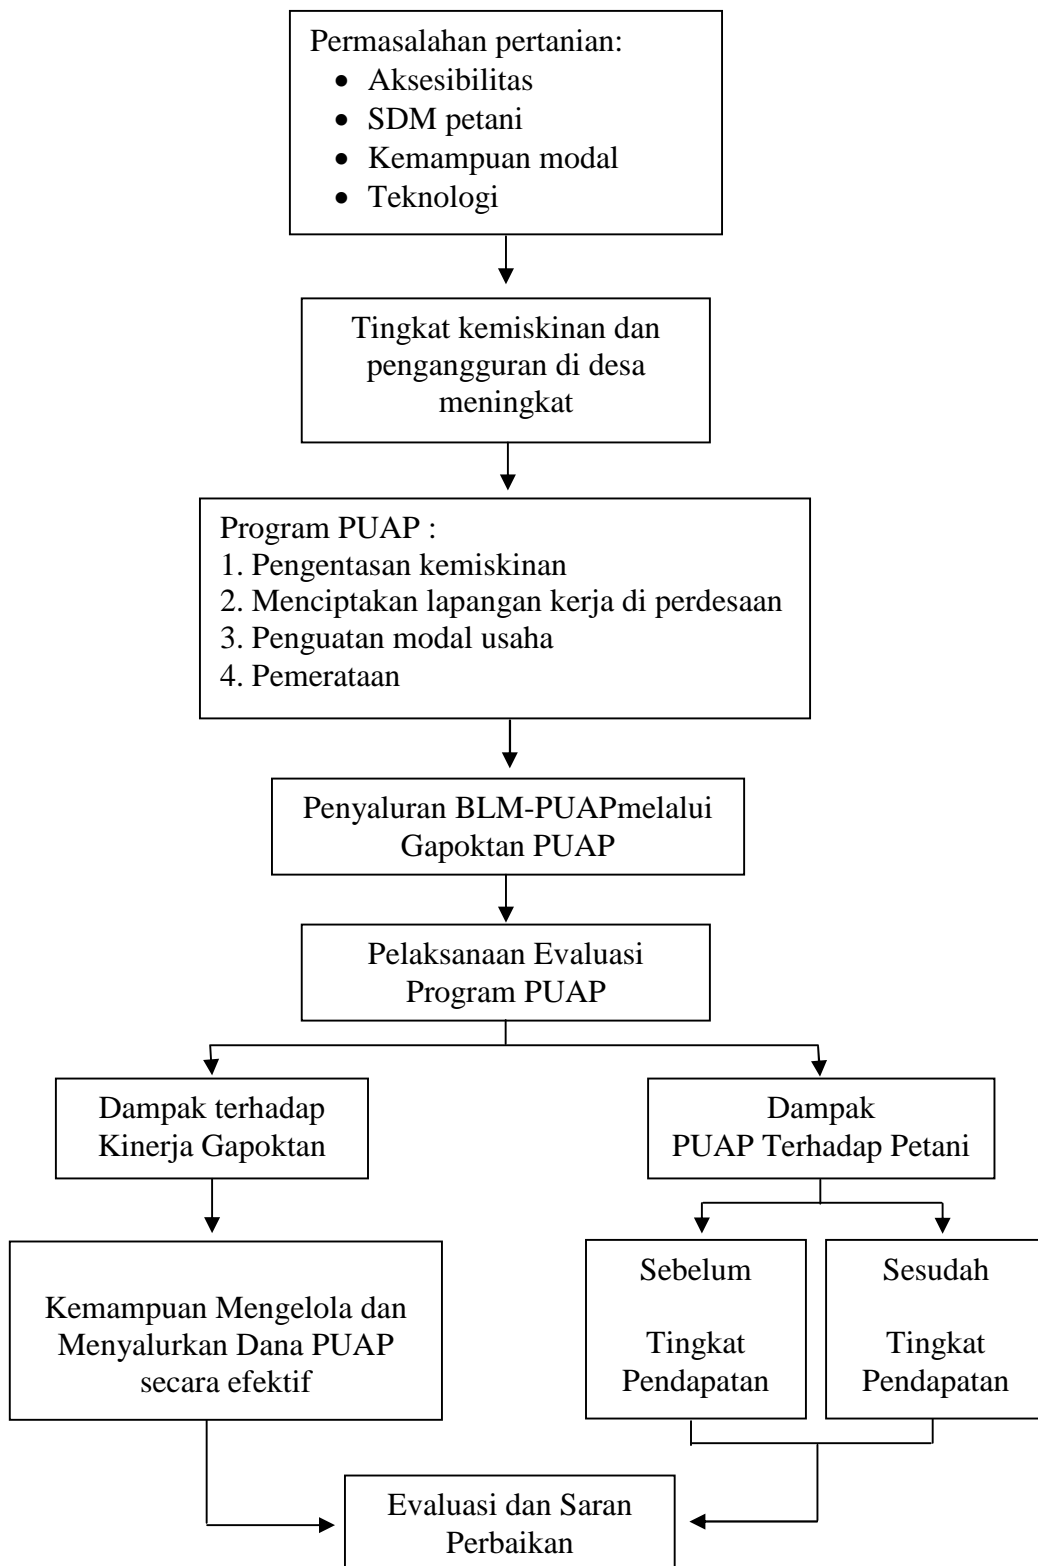 Permasalahan pertanian:
• Aksesibilitas
• SDM petani
• Kemampuan modal
• Teknologi
Tingkat kemiskinan dan
pengangguran di desa
meningkat
Program PUAP :
1. Pengentasan kemiskinan
2. Menciptakan lapangan kerja di perdesaan
3. Penguatan modal usaha
4. Pemerataan
Penyaluran BLM-PUAPmelalui
Gapoktan PUAP
Pelaksanaan Evaluasi
Program PUAP
Dampak terhadap
Kinerja Gapoktan
Dampak
PUAP Terhadap Petani
Kemampuan Mengelola dan
Menyalurkan Dana PUAP
secara efektif
Sebelum
Tingkat
Pendapatan
Sesudah
Tingkat
Pendapatan
Evaluasi dan Saran
Perbaikan